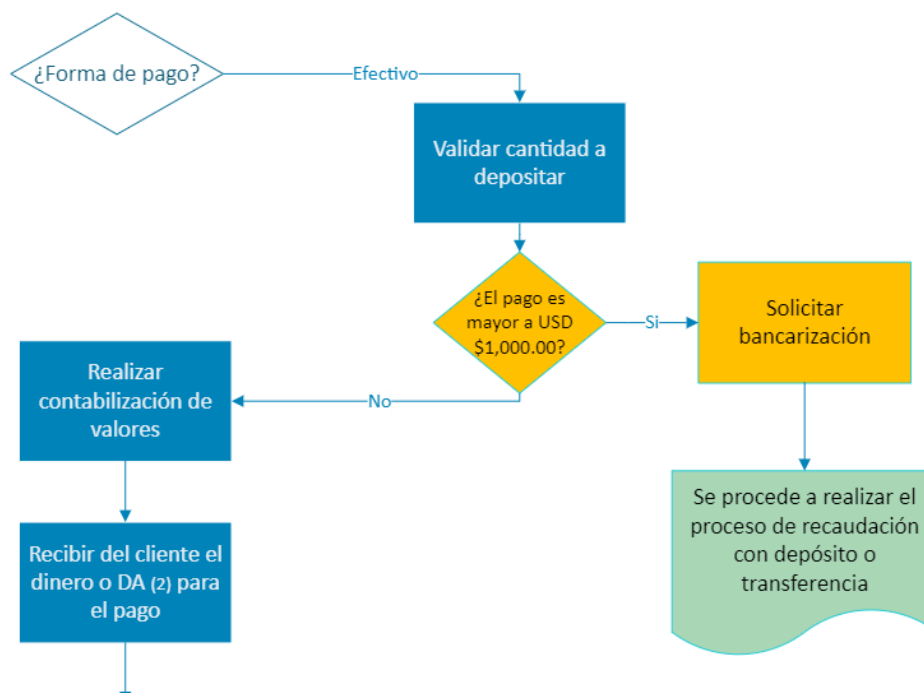 ¿Forma de pago?
Efectivo
Validar cantidad a
depositar
¿El pago es
mayor a USD
$1,000.00?
Si
Solicitar
bancarización
No
Realizar
contabilización de
valores
Se procede a realizar el
proceso de recaudación
con depósito o
transferencia
Recibir del cliente el
dinero o DA (2) para
el pago